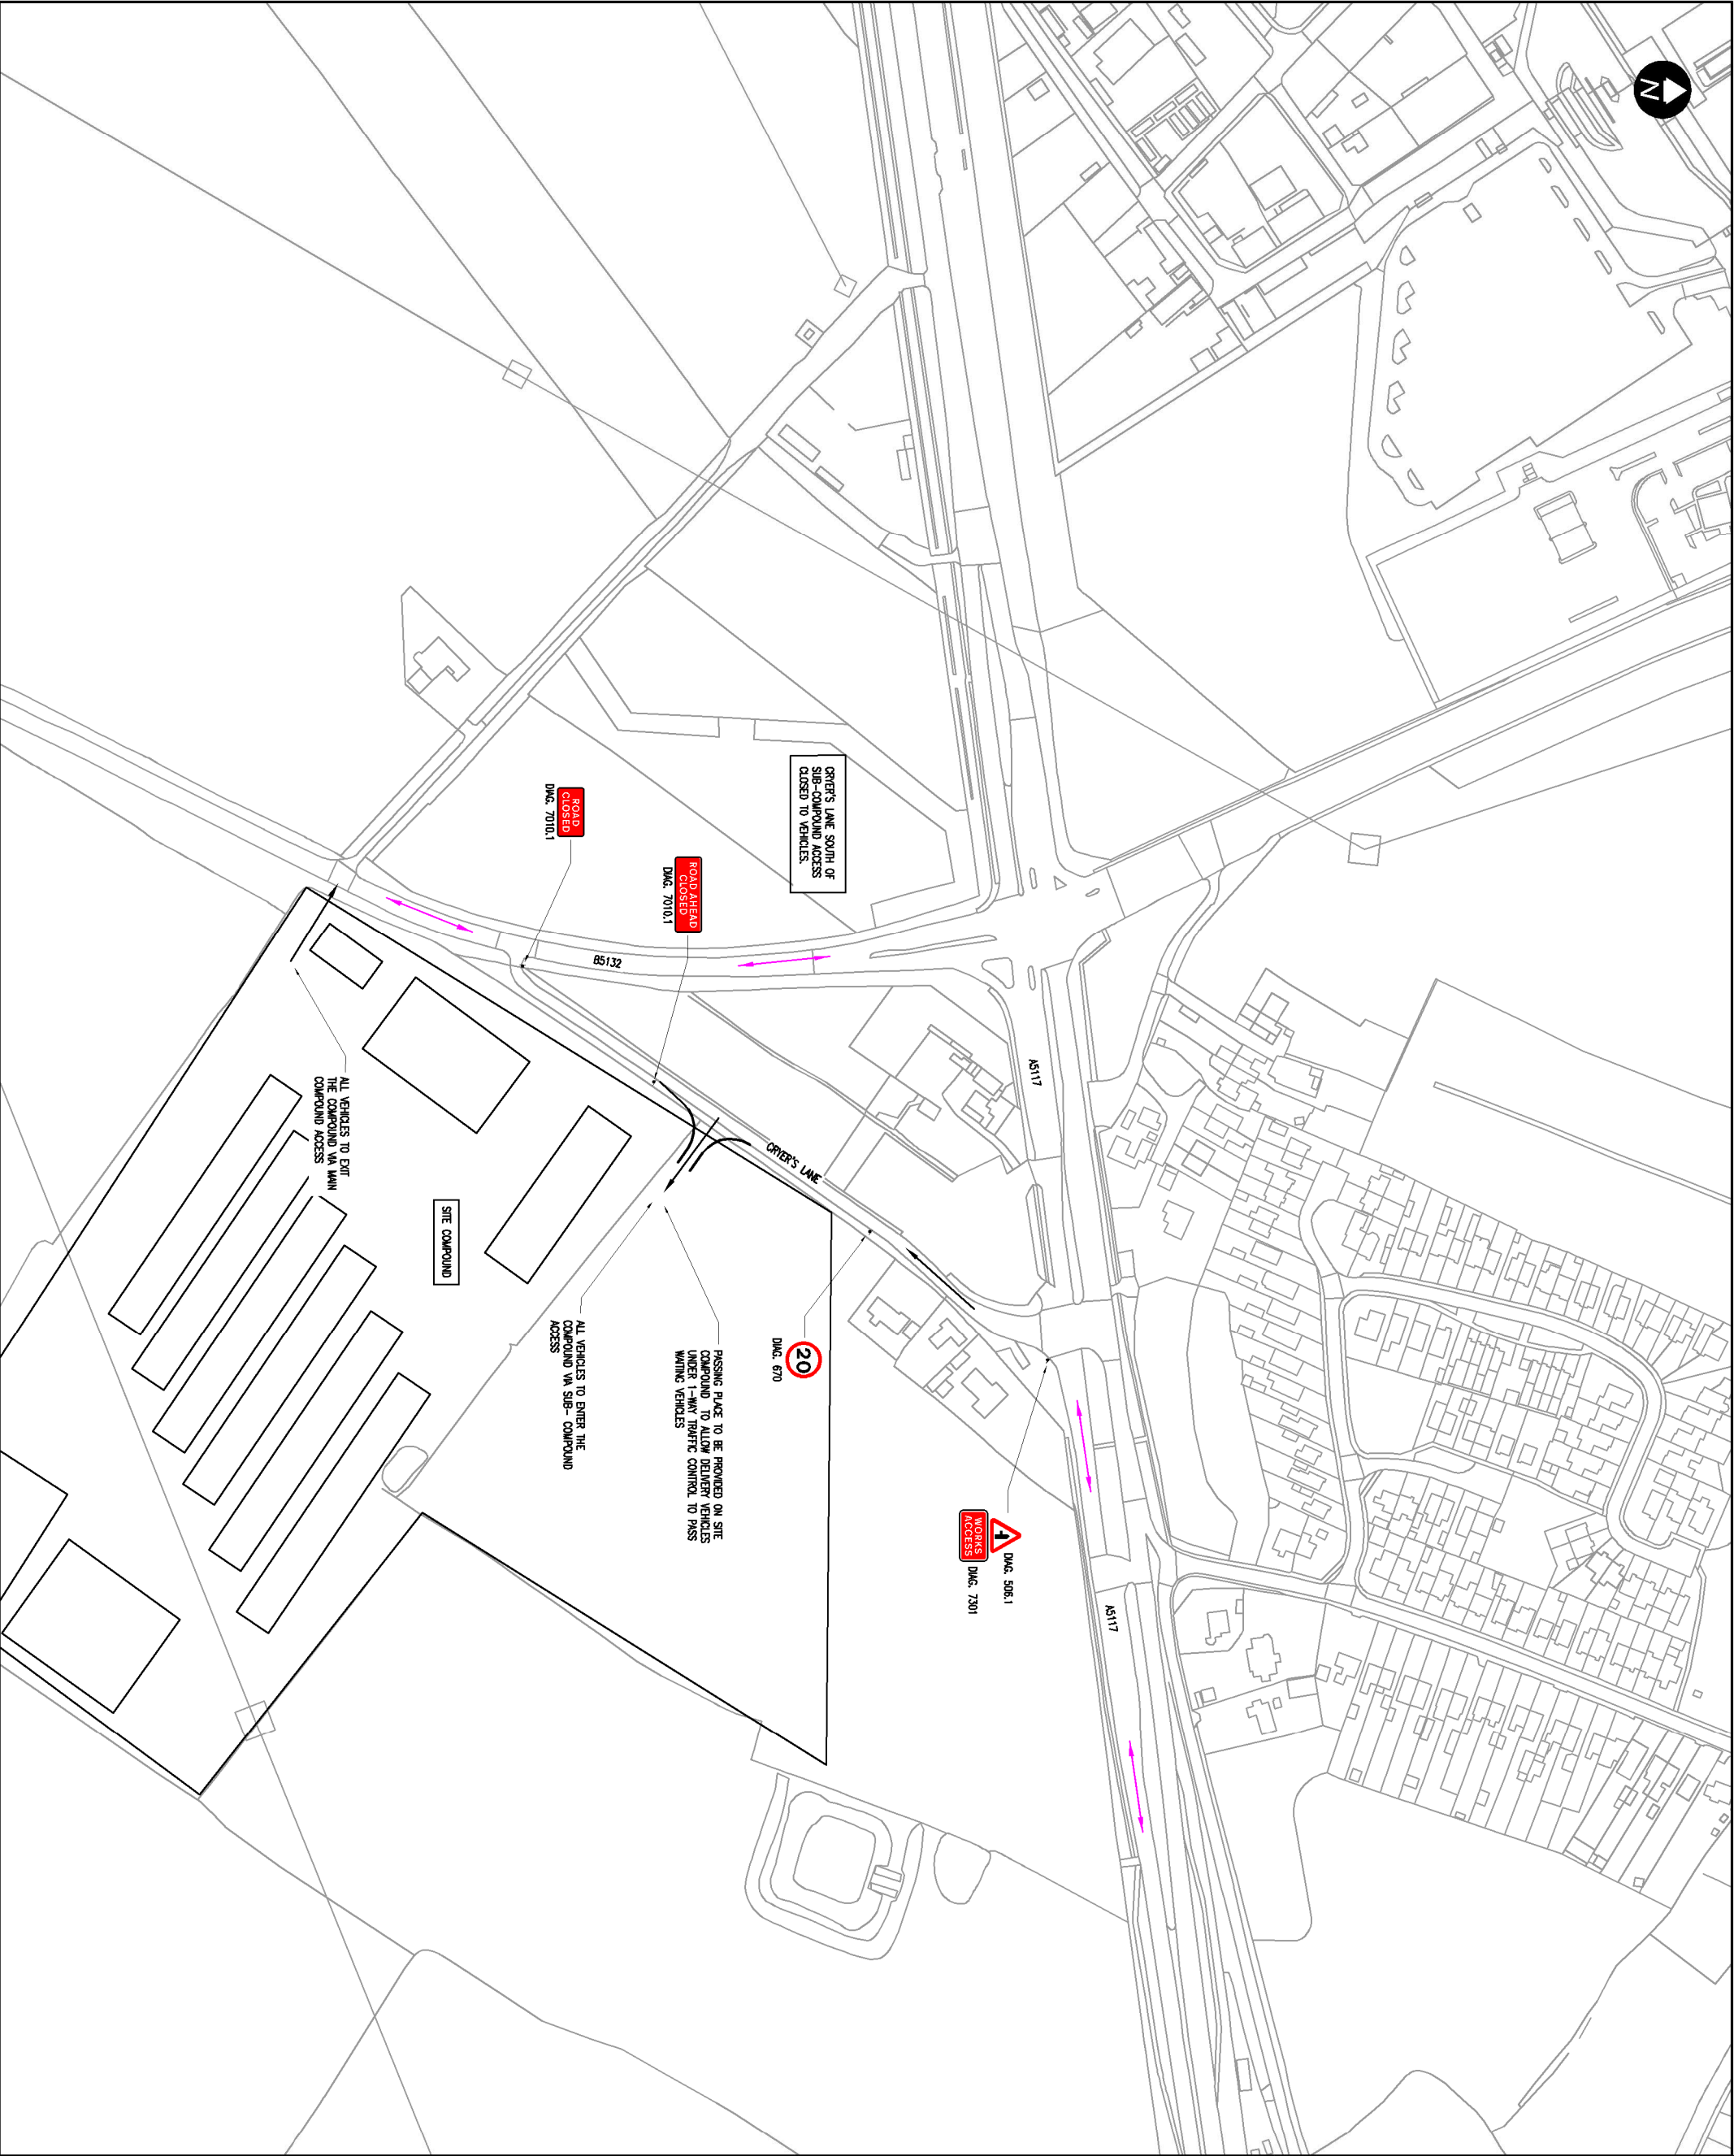 N
CRYER'S LANE SOUTH OF
SUB-COMPOUND ACCESS
CLOSED TO VEHICLES.
ROAD
CLOSED
DIAG. 7010.1
ROAD AHEAD
CLOSED
DIAG. 7010.1
B5132
A5117
CRYER'S LANE
ALL VEHICLES TO EXIT
THE COMPOUND VIA MAIN
COMPOUND ACCESS
SITE COMPOUND
20
DIAG. 670
PASSING PLACE TO BE PROVIDED ON SITE
COMPOUND TO ALLOW DELIVERY VEHICLES
UNDER 1-WAY TRAFFIC CONTROL TO PASS
WAITING VEHICLES
ALL VEHICLES TO ENTER THE
COMPOUND VIA SUB- COMPOUND
ACCESS
DIAG. 506.1
WORKS
ACCESS
DIAG. 7301
A5117